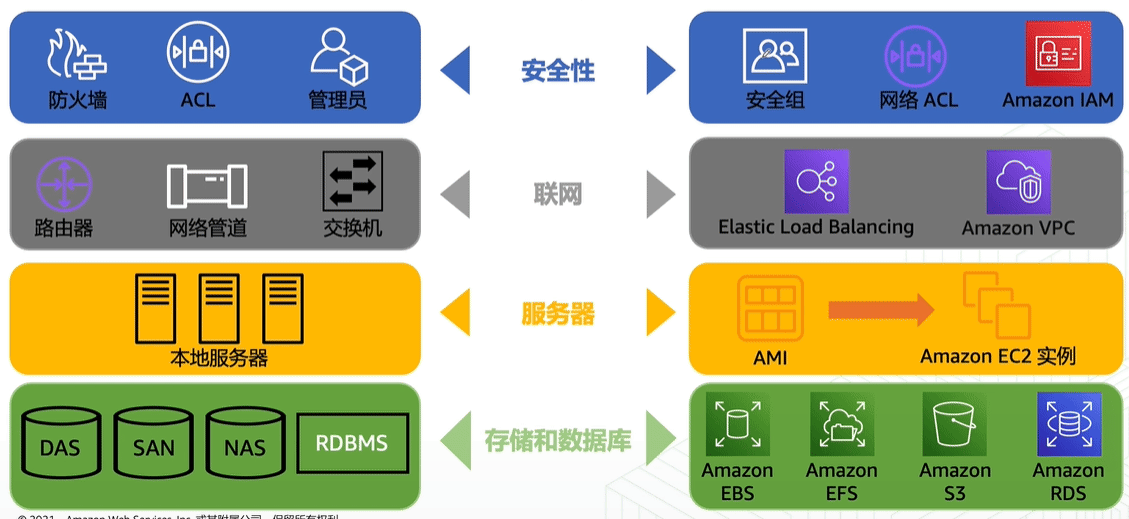 防火墙
ACL
管理员
安全性
安全组
网络 ACL
Amazon IAM
路由器
网络管道
交换机
联网
Elastic Load Balancing
Amazon VPC
本地服务器
服务器
AMI
Amazon EC2 实例
DAS
SAN
NAS
RDBMS
存储和数据库
Amazon
EBS
Amazon
EFS
Amazon
S3
Amazon
RDS
© 2021，Amazon Web Services, Inc. 或其附属公司。保留所有权利